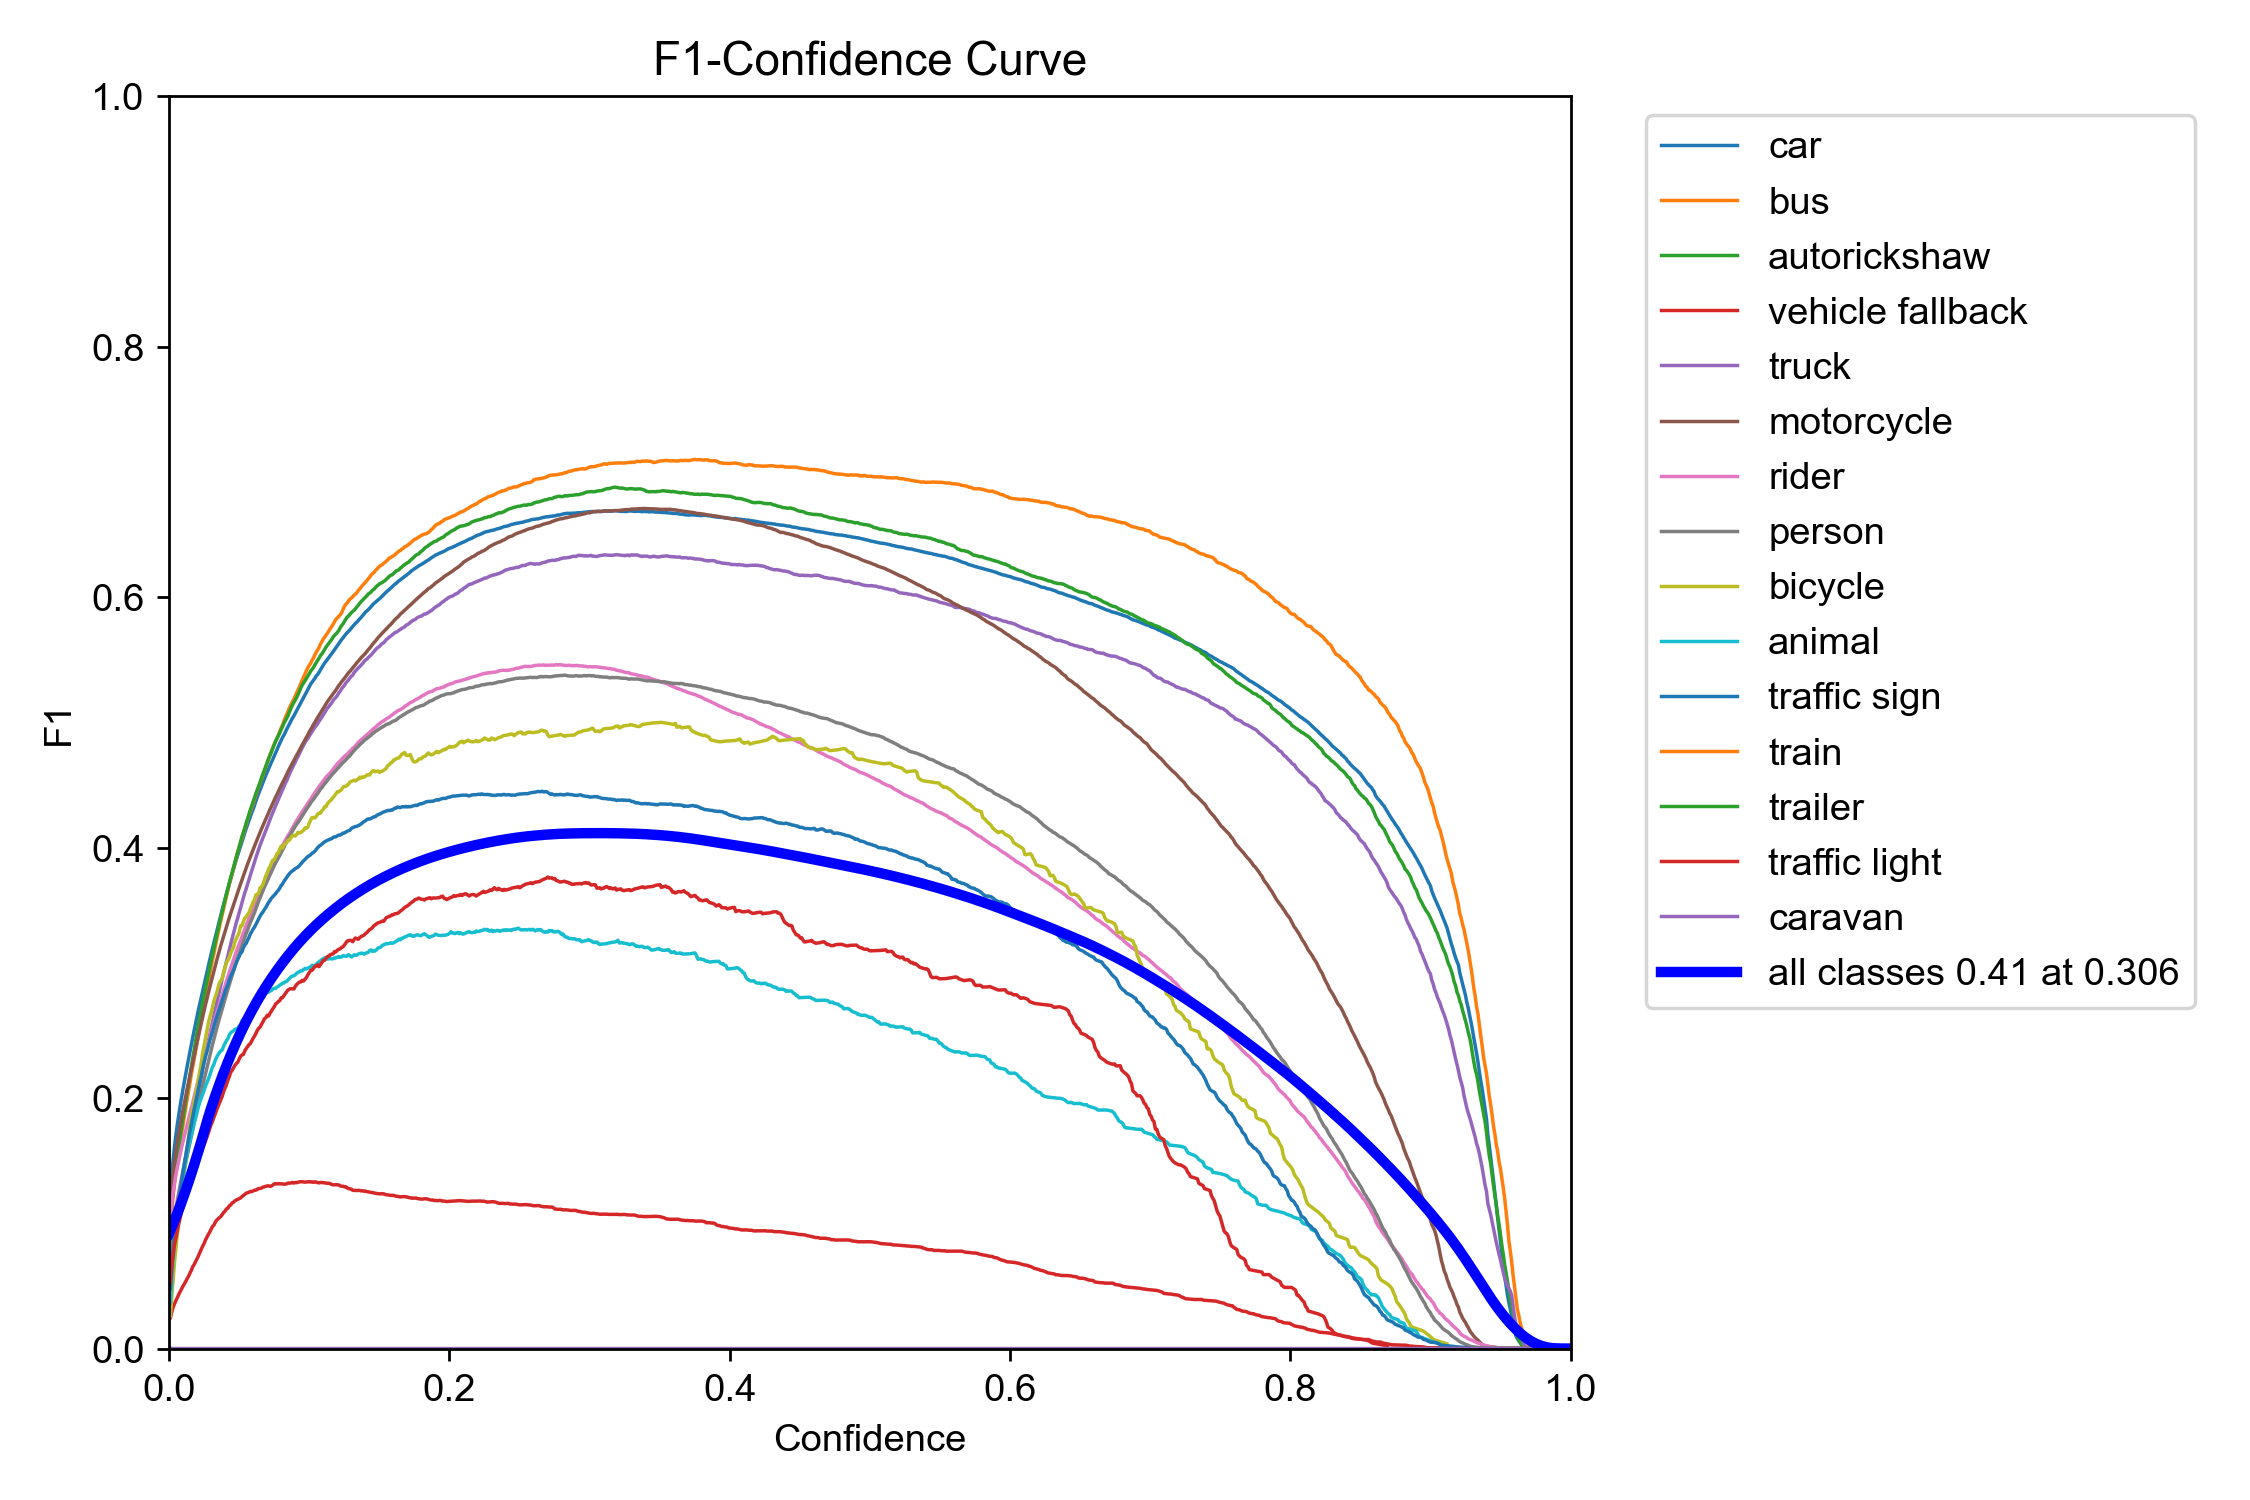 F1-Confidence Curve
1.0
0.8
0.6
0.4
0.2
0.0
F1
0.0 0.2 0.4 0.6 0.8 1.0
Confidence
car
bus
autorickshaw
vehicle fallback
truck
motorcycle
rider
person
bicycle
animal
traffic sign
train
trailer
traffic light
caravan
all classes 0.41 at 0.306